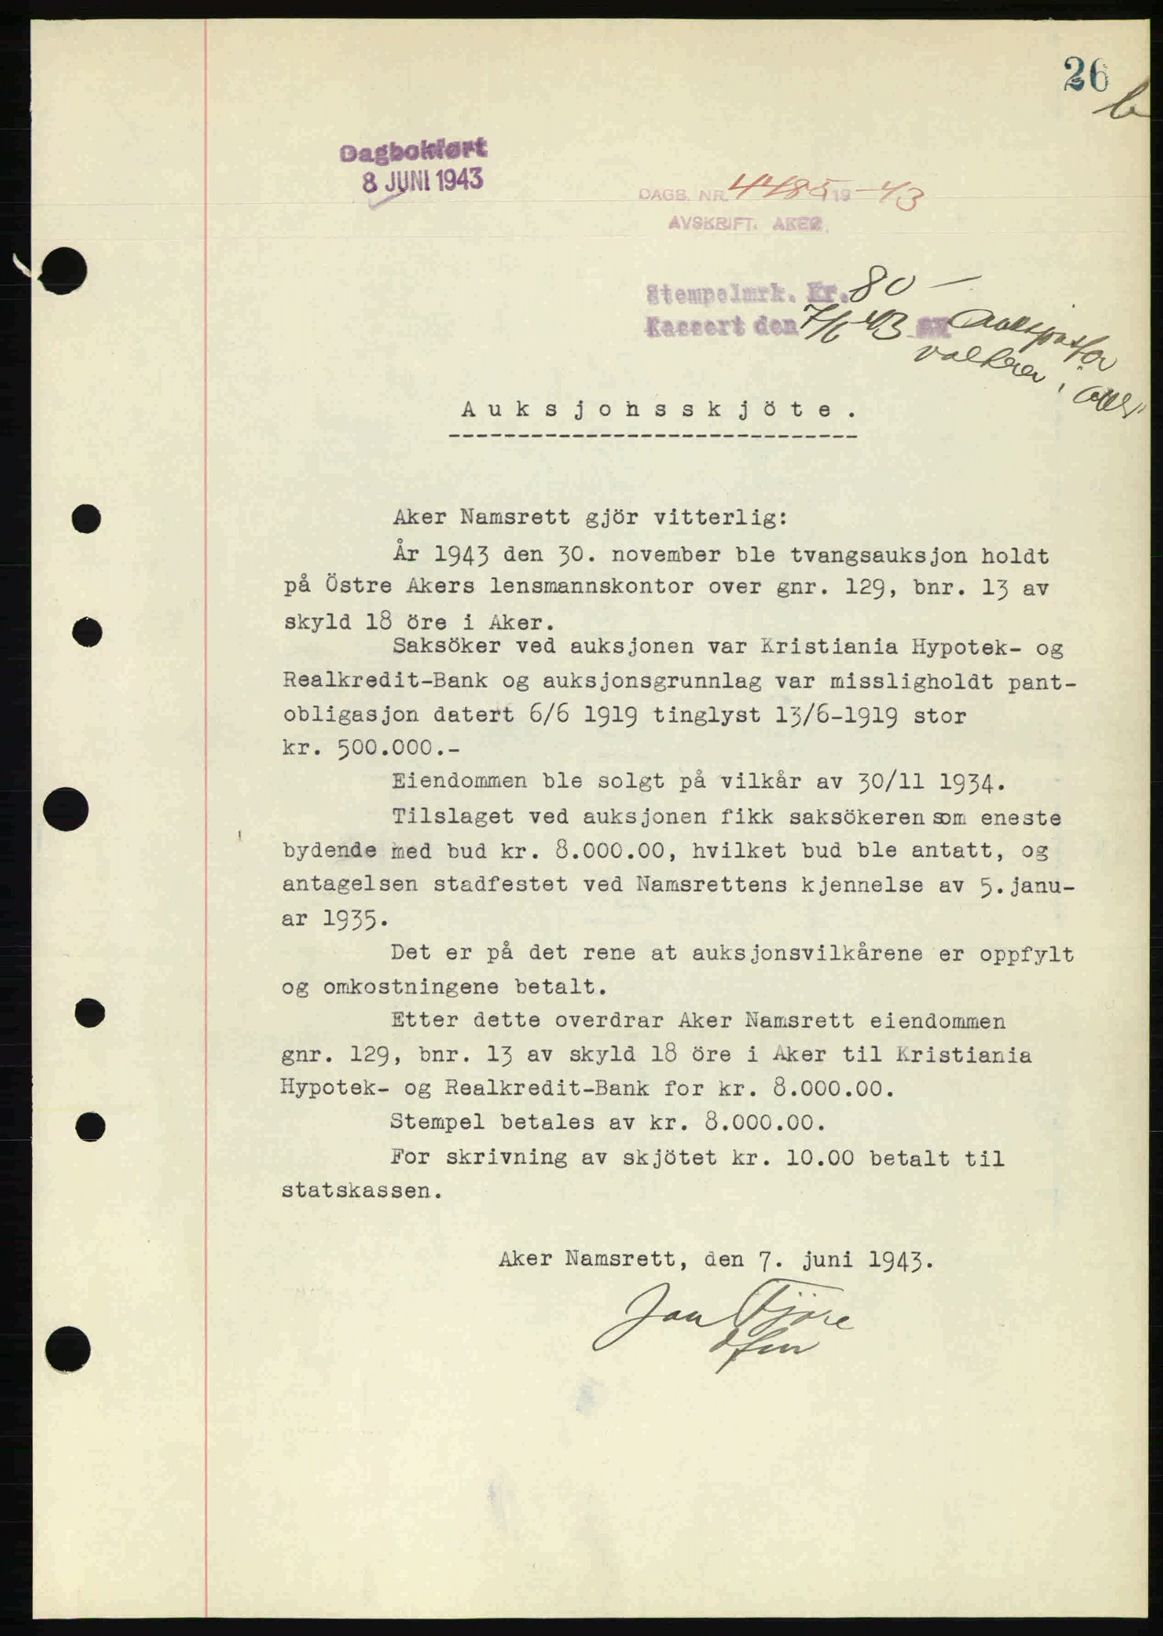 26
b
Dagbokført
8 JUNI 1943
DAGB. NR. 4485 19-43
AVSKRIFT. AKER.
Stempelmrk. Kr. 80 -
Kassert den 7/6 43 av
Auksjohsskjöte.
Aker Namsrett gjör vitterlig:
År 1943 den 30. november ble tvangsauksjon holdt
på Östre Akers lensmannskontor over gnr. 129, bnr. 13 av
skyld 18 öre i Aker.
Saksöker ved auksjonen var Kristiania Hypotek- og
Realkredit-Bank og auksjonsgrunnlag var missligholdt pant-
obligasjon datert 6/6 1919 tinglyst 13/6-1919 stor
kr. 500.000.-
Eiendommen ble solgt på vilkår av 30/11 1934.
Tilslaget ved auksjonen fikk saksökeren som eneste
bydende med bud kr. 8.000.00, hvilket bud ble antatt, og
antagelsen stadfestet ved Namsrettens kjennelse av 5.janu-
ar 1935.
Det er på det rene at auksjonsvilkårene er oppfylt
og omkostningene betalt.
Etter dette overdrar Aker Namsrett eiendommen
gnr. 129, bnr. 13 av skyld 18 öre i Aker til Kristiania
Hypotek- og Realkredit-Bank for kr. 8.000.00.
Stempel betales av kr. 8.000.00.
For skrivning av skjötet kr. 10.00 betalt til
statskassen.
Aker Namsrett, den 7. juni 1943.
Jan Fjöre